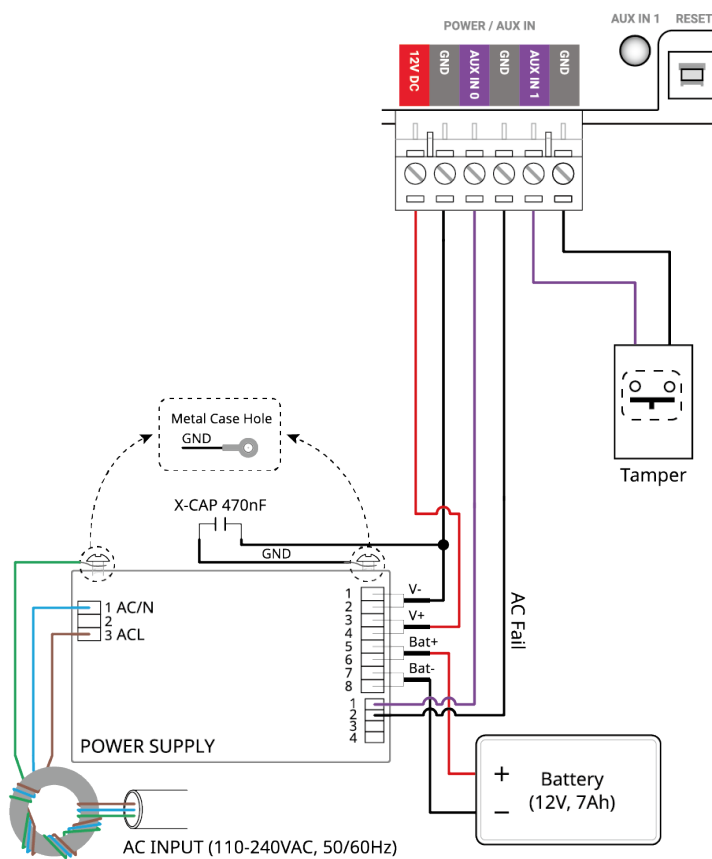 AUX IN 1 RESET
POWER / AUX IN
12V DC
GND
AUX IN 0
GND
AUX IN 1
GND
Tamper
Metal Case Hole
GND
X-CAP 470nF
GND
1 AC/N
2
3 ACL
1
2
3
4
5
6
7
8
V-
V+
Bat+
Bat-
AC Fail
1
2
3
4
POWER SUPPLY
+
−
Battery
(12V, 7Ah)
AC INPUT (110-240VAC, 50/60Hz)